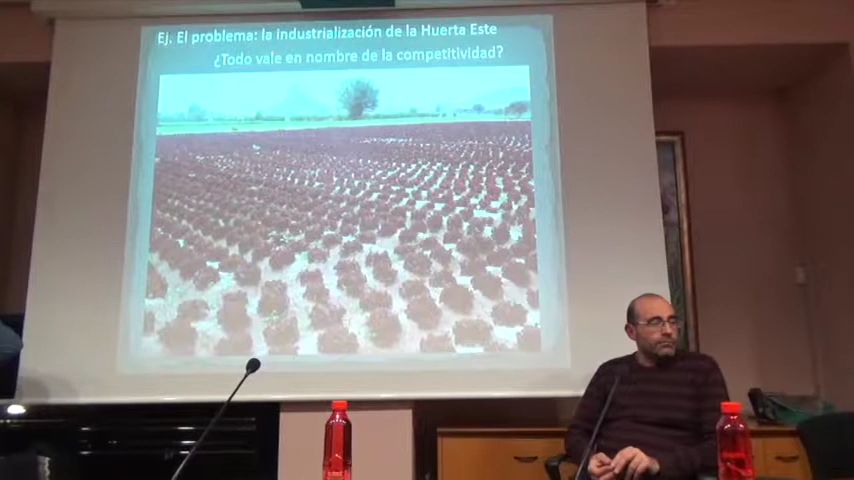 Ej. El problema: la industrialización de la Huerta Este
¿Todo vale en nombre de la competitividad?